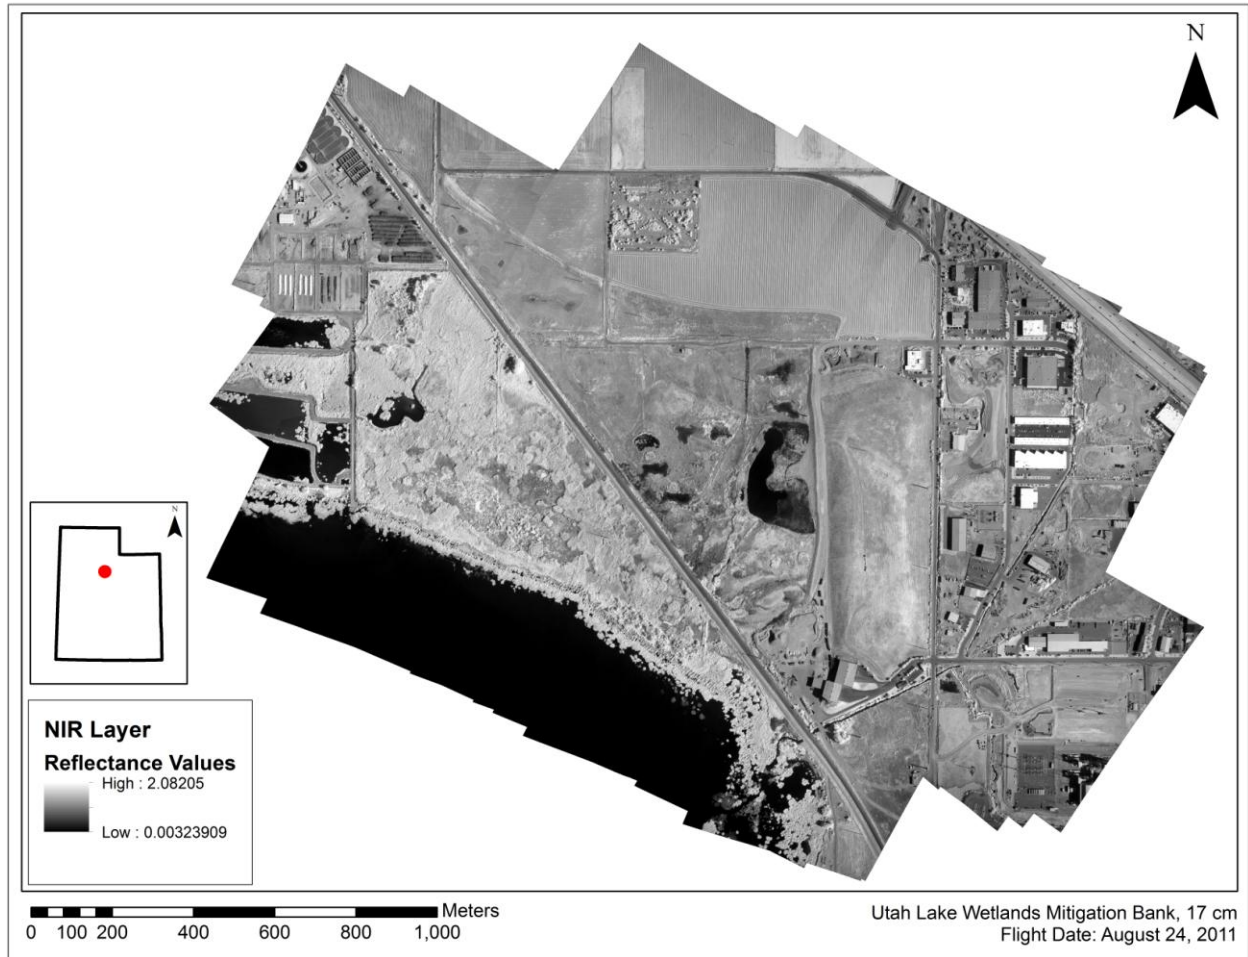 N
N
NIR Layer
Reflectance Values
High : 2.08205
Low : 0.00323909
Meters
0 100 200 400 600 800 1,000
Utah Lake Wetlands Mitigation Bank, 17 cm
Flight Date: August 24, 2011